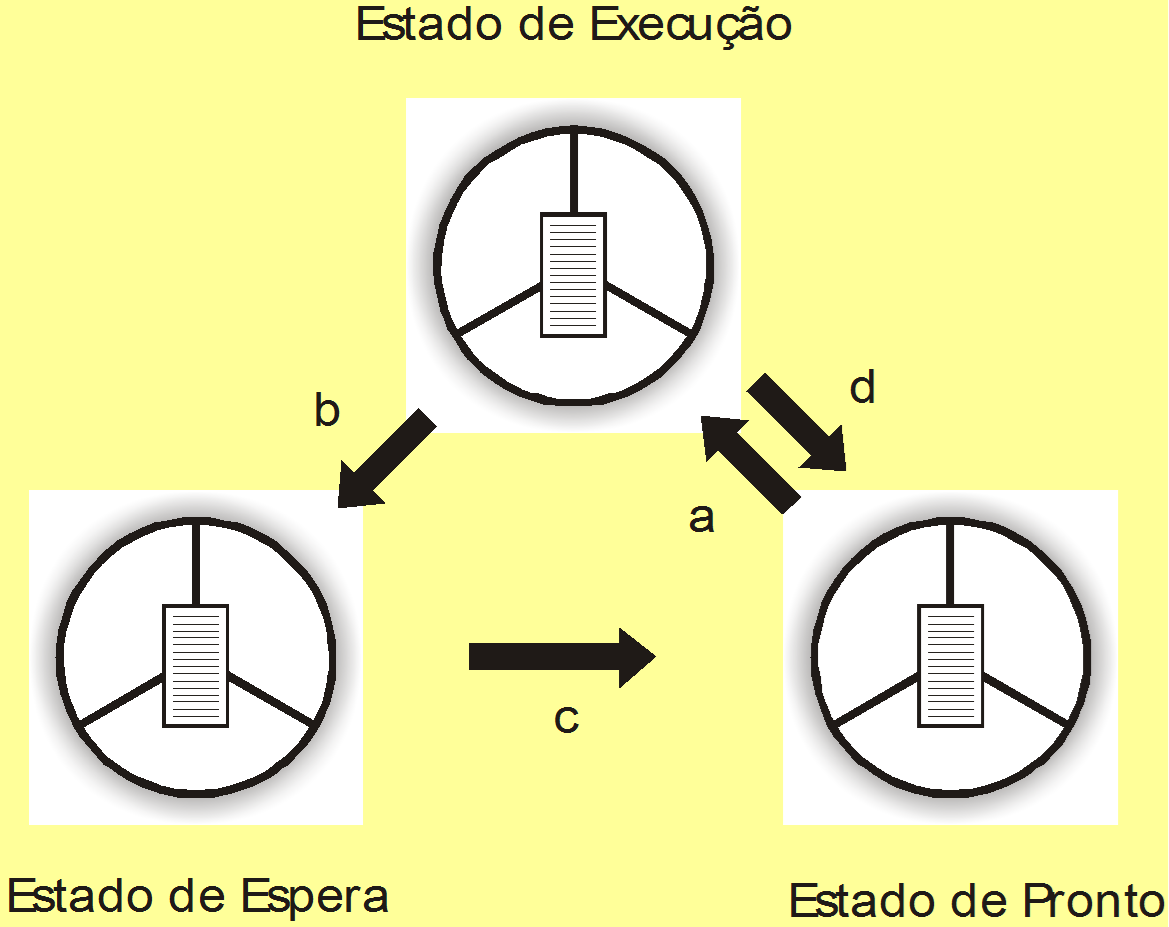 Estado de Execução
b
d
a
c
Estado de Espera
Estado de Pronto